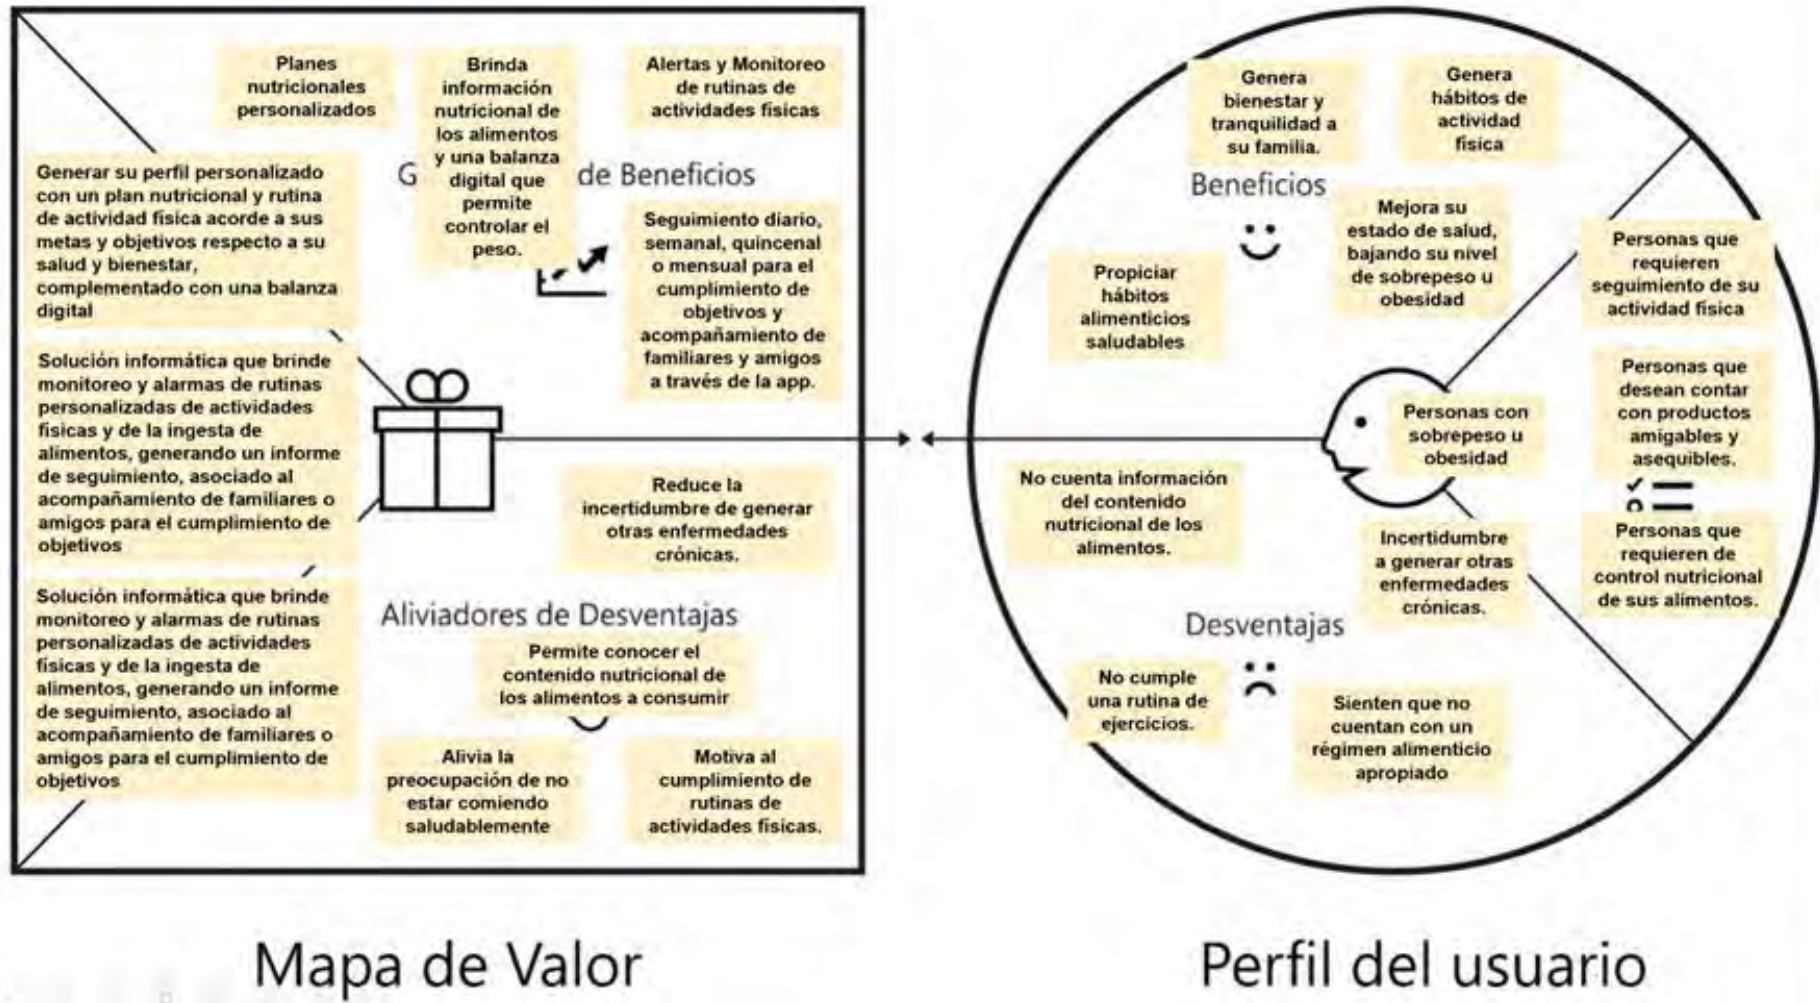 Planes
nutricionales
personalizados
Brinda
información
nutricional de
los alimentos
y una balanza
digital que
permite
controlar el
peso.
Alertas y Monitoreo
de rutinas de
actividades físicas
Generar su perfil personalizado
con un plan nutricional y rutina
de actividad física acorde a sus
metas y objetivos respecto a su
salud y bienestar,
complementado con una balanza
digital
G de Beneficios
Seguimiento diario,
semanal, quincenal
o mensual para el
cumplimiento de
objetivos y
acompañamiento de
familiares y amigos
a través de la app.
Solución informática que brinde
monitoreo y alarmas de rutinas
personalizadas de actividades
físicas y de la ingesta de
alimentos, generando un informe
de seguimiento, asociado al
acompañamiento de familiares o
amigos para el cumplimiento de
objetivos
Reduce la
incertidumbre de generar
otras enfermedades
crónicas.
Solución informática que brinde
monitoreo y alarmas de rutinas
personalizadas de actividades
físicas y de la ingesta de
alimentos, generando un informe
de seguimiento, asociado al
acompañamiento de familiares o
amigos para el cumplimiento de
objetivos
Aliviadores de Desventajas
Permite conocer el
contenido nutricional de
los alimentos a consumir
Alivia la
preocupación de no
estar comiendo
saludablemente
Motiva al
cumplimiento de
rutinas de
actividades físicas.
Mapa de Valor
Genera
bienestar y
tranquilidad a
su familia.
Genera
hábitos de
actividad
física
Beneficios
Mejora su
estado de salud,
bajando su nivel
de sobrepeso u
obesidad
Propiciar
hábitos
alimenticios
saludables
Personas que
requieren
seguimiento de su
actividad física
Personas que
desean contar
con productos
amigables y
asequibles.
Personas con
sobrepeso u
obesidad
Personas que
requieren de
control nutricional
de sus alimentos.
No cuenta información
del contenido
nutricional de los
alimentos.
Incertidumbre
a generar otras
enfermedades
crónicas.
Desventajas
No cumple
una rutina de
ejercicios.
Sienten que no
cuentan con un
régimen alimenticio
apropiado
Perfil del usuario